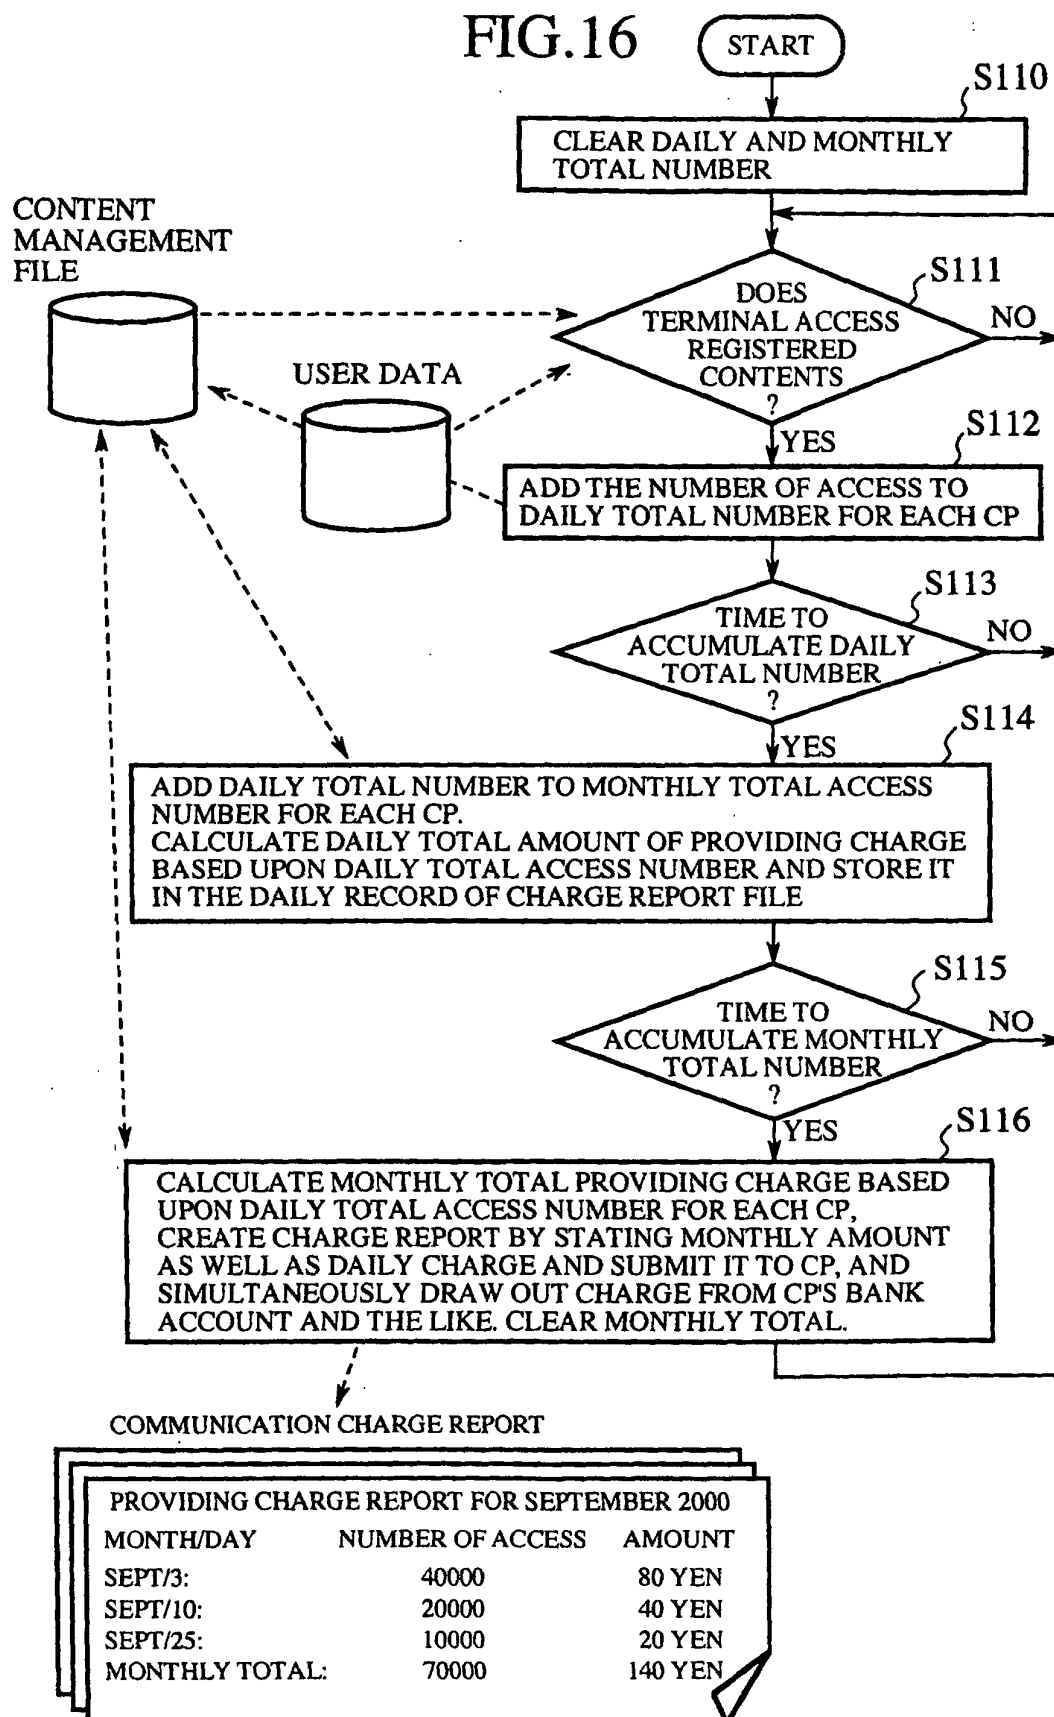 FIG.16
START
S110
CLEAR DAILY AND MONTHLY
TOTAL NUMBER
CONTENT
MANAGEMENT
FILE
S111
DOES
TERMINAL ACCESS
REGISTERED
CONTENTS
?
NO
USER DATA
YES
S112
ADD THE NUMBER OF ACCESS TO
DAILY TOTAL NUMBER FOR EACH CP
S113
TIME TO
ACCUMULATE DAILY
TOTAL NUMBER
?
NO
YES
S114
ADD DAILY TOTAL NUMBER TO MONTHLY TOTAL ACCESS
NUMBER FOR EACH CP.
CALCULATE DAILY TOTAL AMOUNT OF PROVIDING CHARGE
BASED UPON DAILY TOTAL ACCESS NUMBER AND STORE IT
IN THE DAILY RECORD OF CHARGE REPORT FILE
S115
TIME TO
ACCUMULATE MONTHLY
TOTAL NUMBER
?
NO
YES
S116
CALCULATE MONTHLY TOTAL PROVIDING CHARGE BASED
UPON DAILY TOTAL ACCESS NUMBER FOR EACH CP,
CREATE CHARGE REPORT BY STATING MONTHLY AMOUNT
AS WELL AS DAILY CHARGE AND SUBMIT IT TO CP, AND
SIMULTANEOUSLY DRAW OUT CHARGE FROM CP'S BANK
ACCOUNT AND THE LIKE. CLEAR MONTHLY TOTAL.
COMMUNICATION CHARGE REPORT
PROVIDING CHARGE REPORT FOR SEPTEMBER 2000
MONTH/DAY NUMBER OF ACCESS AMOUNT
SEPT/3: 40000 80 YEN
SEPT/10: 20000 40 YEN
SEPT/25: 10000 20 YEN
MONTHLY TOTAL: 70000 140 YEN